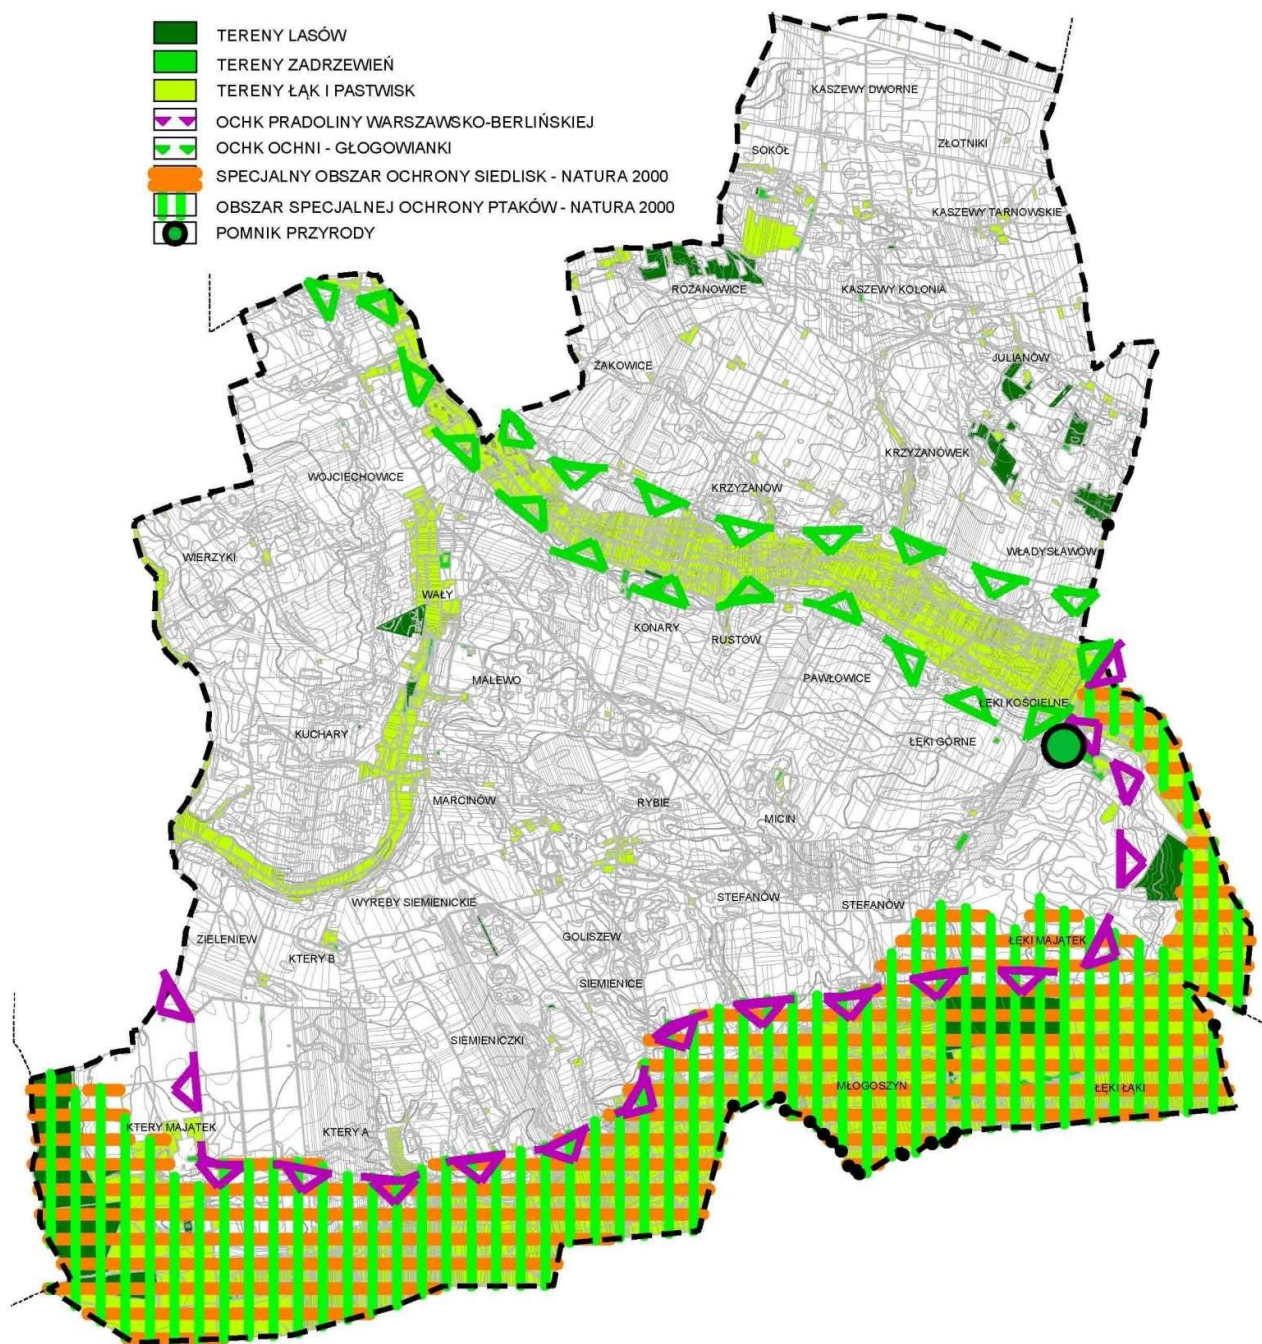 TERENY LASÓW
TERENY ZADRZEWIEŃ
TERENY ŁĄK I PASTWISK
OCHK PRADOLINY WARSZAWSKO-BERLIŃSKIEJ
OCHK OCHNI - GŁOGOWIANKI
SPECJALNY OBSZAR OCHRONY SIEDLISK - NATURA 2000
OBSZAR SPECJALNEJ OCHRONY PTAKÓW - NATURA 2000
POMNIK PRZYRODY
KASZEWY DWORNE
ZŁOTNIKI
SOKÓŁ
KASZEWY TARNOWSKIE
RÓŻANOWICE
KASZEWY KOLONIA
JULIANÓW
ŻAKOWICE
KRZYŻANÓWEK
WOJCIECHOWICE
KRZYŻANÓW
WŁADYSŁAWÓW
WIERZYKI
WAŁY
KONARY
RUSTÓW
MALEWO
PAWŁOWICE
ŁĘKI KOŚCIELNE
KUCHARY
ŁĘKI GÓRNE
MARCINÓW
RYBIE
MICIN
WYRĘBY SIEMIENICKIE
STEFANÓW
STEFANÓW
ZIELENIEW
GOLISZEW
ŁĘKI MAJĄTEK
KTERY B
SIEMIENICE
SIEMIENICZKI
MŁOGOSZYN
ŁĘKI ŁĄKI
KTERY MAJĄTEK
KTERY A